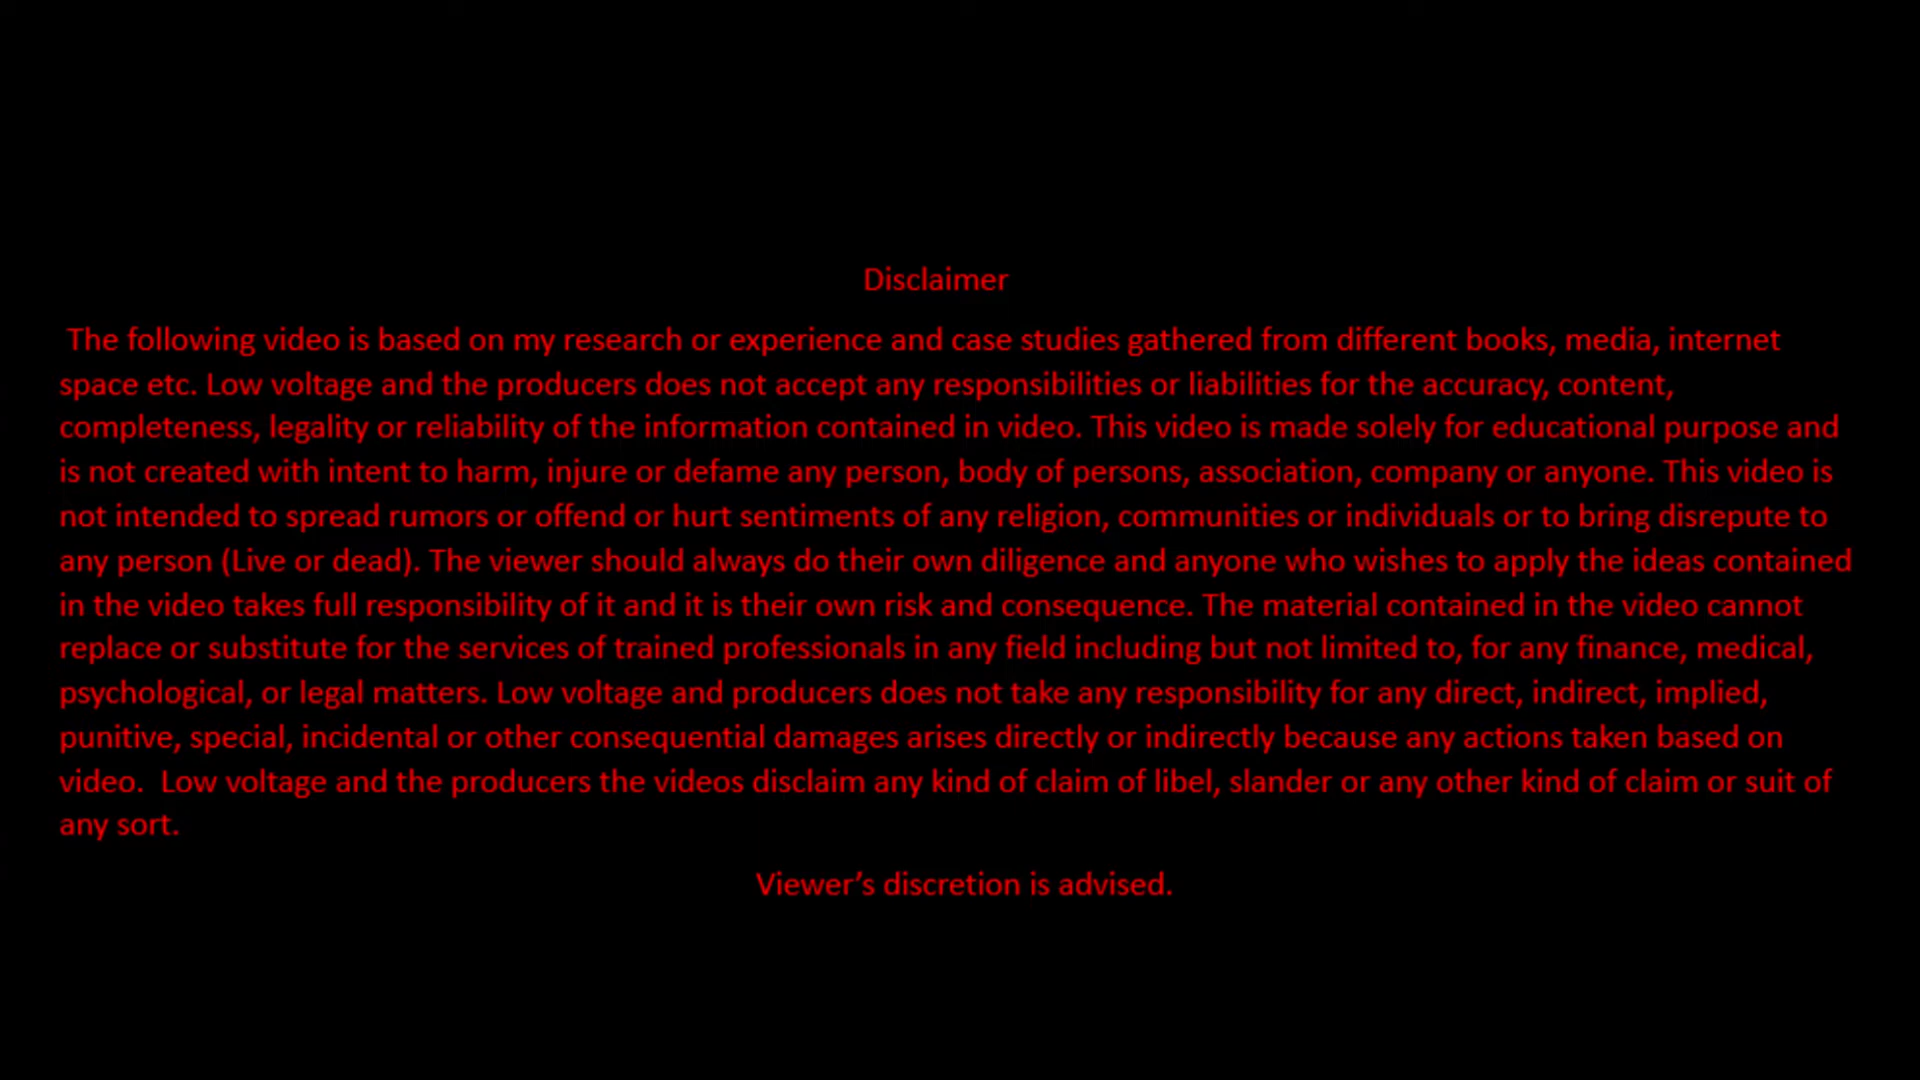 Disclaimer
The following video is based on my research or experience and case studies gathered from different books, media, internet
space etc. Low voltage and the producers does not accept any responsibilities or liabilities for the accuracy, content,
completeness, legality or reliability of the information contained in video. This video is made solely for educational purpose and
is not created with intent to harm, injure or defame any person, body of persons, association, company or anyone. This video is
not intended to spread rumors or offend or hurt sentiments of any religion, communities or individuals or to bring disrepute to
any person (Live or dead). The viewer should always do their own diligence and anyone who wishes to apply the ideas contained
in the video takes full responsibility of it and it is their own risk and consequence. The material contained in the video cannot
replace or substitute for the services of trained professionals in any field including but not limited to, for any finance, medical,
psychological, or legal matters. Low voltage and producers does not take any responsibility for any direct, indirect, implied,
punitive, special, incidental or other consequential damages arises directly or indirectly because any actions taken based on
video.  Low voltage and the producers the videos disclaim any kind of claim of libel, slander or any other kind of claim or suit of
any sort.
Viewer’s discretion is advised.